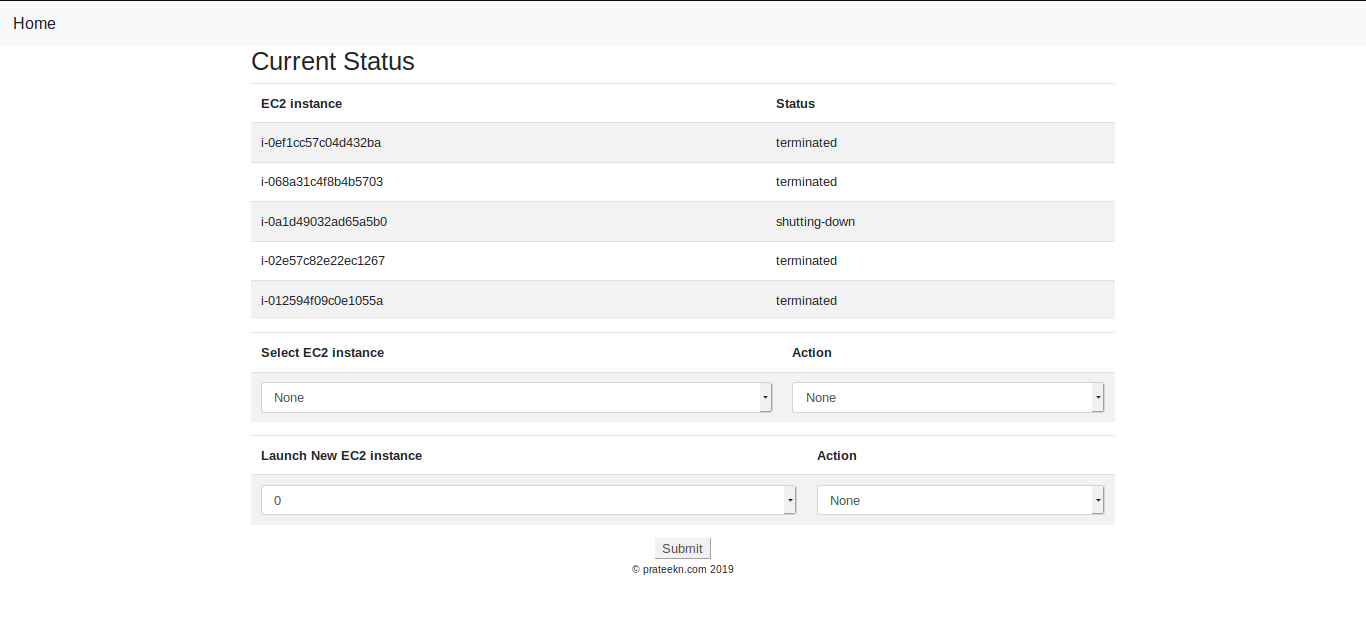 Home
Current Status
EC2 instance Status
i-0ef1cc57c04d432ba terminated
i-068a31c4f8b4b5703 terminated
i-0a1d49032ad65a5b0 shutting-down
i-02e57c82e22ec1267 terminated
i-012594f09c0e1055a terminated
Select EC2 instance Action
None None
Launch New EC2 instance Action
0 None
Submit
© prateekn.com 2019